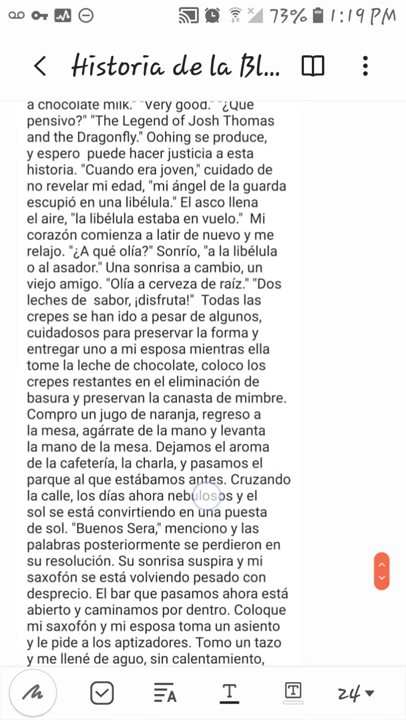 73% 1:19 PM
Historia de la Bl...
a chocolate milk." "Very good." "¿Qué
pensivo?" "The Legend of Josh Thomas
and the Dragonfly." Oohing se produce,
y espero puede hacer justicia a esta
historia. "Cuando era joven," cuidado de
no revelar mi edad, "mi ángel de la guarda
escupió en una libélula." El asco llena
el aire, "la libélula estaba en vuelo." Mi
corazón comienza a latir de nuevo y me
relajo. "¿A qué olía?" Sonrío, "a la libélula
o al asador." Una sonrisa a cambio, un
viejo amigo. "Olía a cerveza de raíz." "Dos
leches de sabor, ¡disfruta!" Todas las
crepes se han ido a pesar de algunos,
cuidadosos para preservar la forma y
entregar uno a mi esposa mientras ella
tome la leche de chocolate, coloco los
crepes restantes en el eliminación de
basura y preservan la canasta de mimbre.
Compro un jugo de naranja, regreso a
la mesa, agárrate de la mano y levanta
la mano de la mesa. Dejamos el aroma
de la cafetería, la charla, y pasamos el
parque al que estábamos antes. Cruzando
la calle, los días ahora nebulosos y el
sol se está convirtiendo en una puesta
de sol. "Buenos Sera," menciono y las
palabras posteriormente se perdieron en
su resolución. Su sonrisa suspira y mi
saxofón se está volviendo pesado con
desprecio. El bar que pasamos ahora está
abierto y caminamos por dentro. Coloque
mi saxofón y mi esposa toma un asiento
y le pide a los aptizadores. Tomo un tazo
y me llené de agua, sin calentamiento,
24